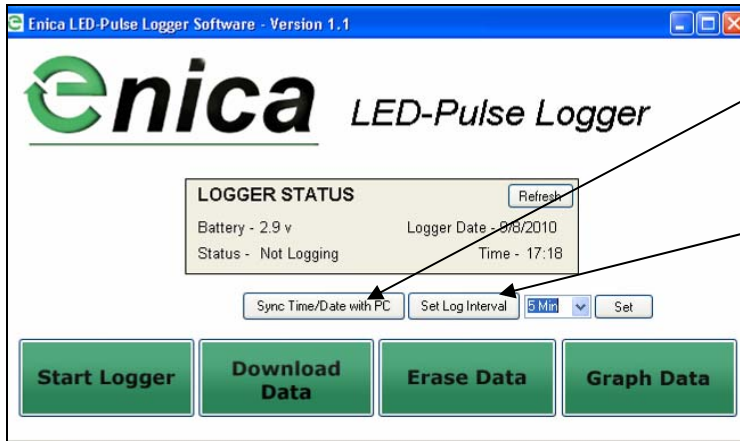 Enica LED-Pulse Logger Software - Version 1.1
enica LED-Pulse Logger
LOGGER STATUS Refresh
Battery - 2.9 v Logger Date - 9/8/2010
Status - Not Logging Time - 17:18
Sync Time/Date with PC Set Log Interval 5 Min Set
Start Logger Download Data Erase Data Graph Data